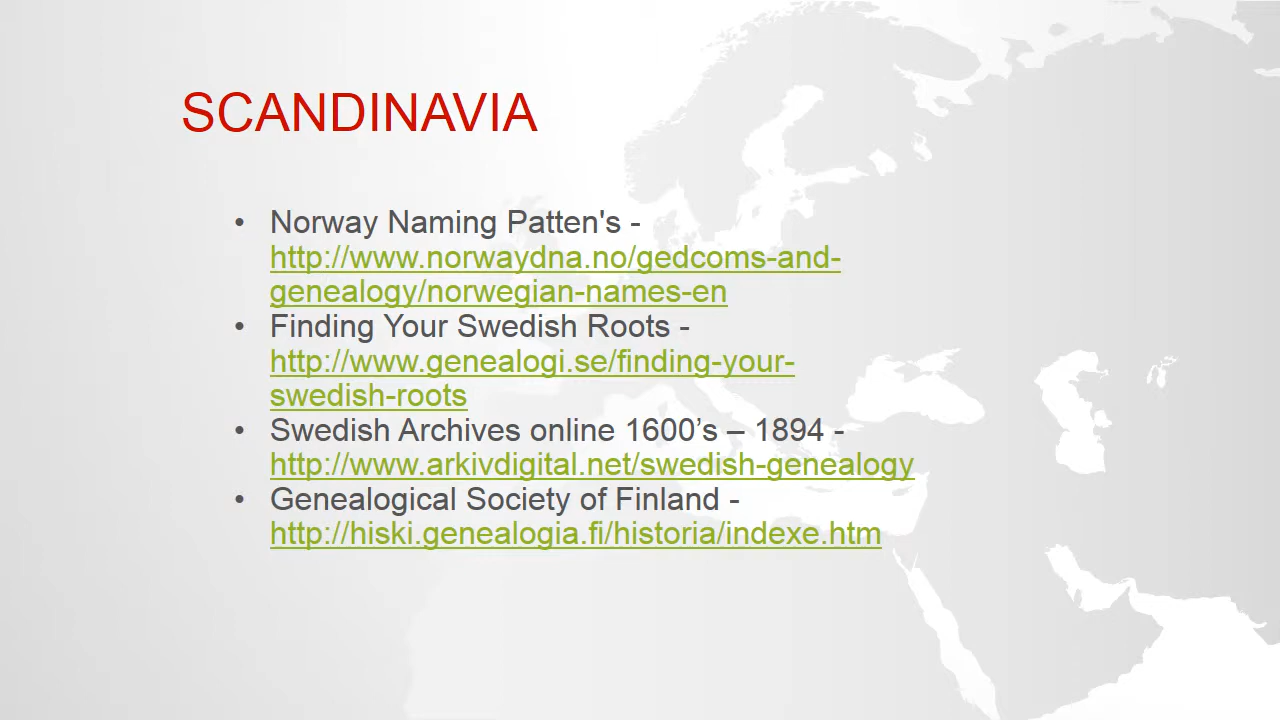 SCANDINAVIA
• Norway Naming Patten's -
http://www.norwaydna.no/gedcoms-and-
genealogy/norwegian-names-en
• Finding Your Swedish Roots -
http://www.genealogi.se/finding-your-
swedish-roots
• Swedish Archives online 1600’s – 1894 -
http://www.arkivdigital.net/swedish-genealogy
• Genealogical Society of Finland -
http://hiski.genealogia.fi/historia/indexe.htm